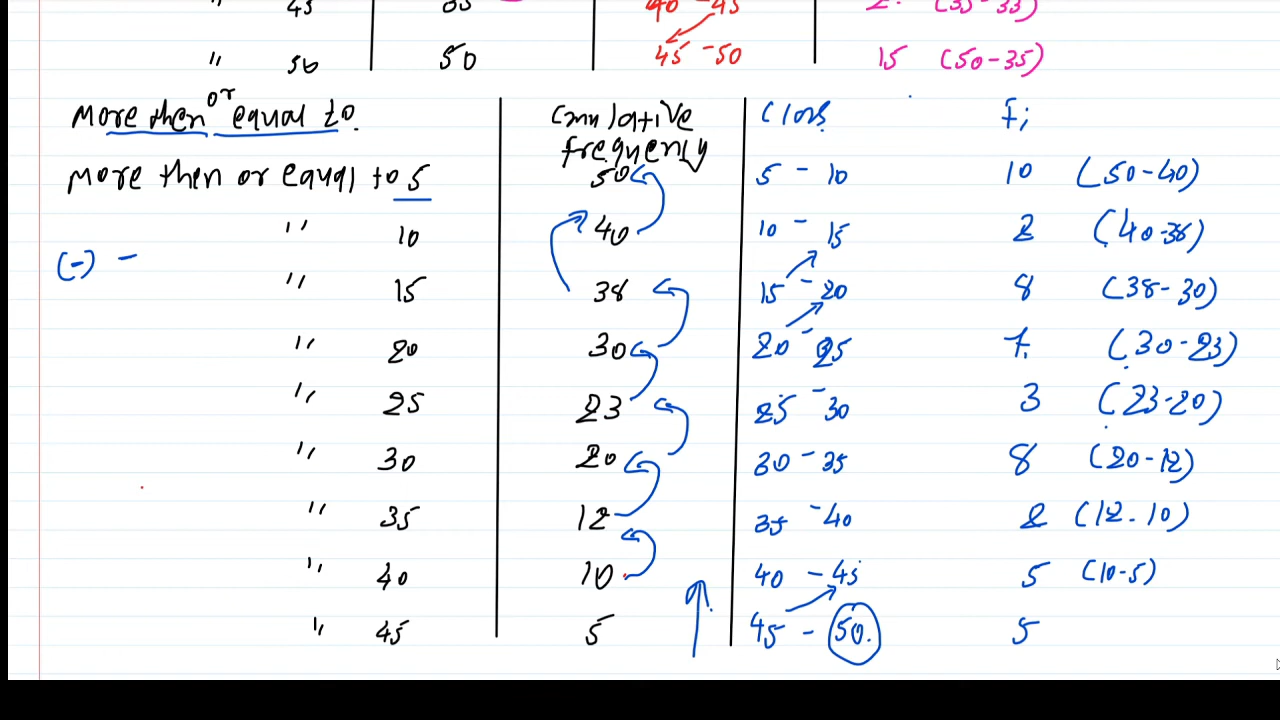 " 45 35 40 - 45 2. (35-33)
" 50 50 45 - 50 15 (50-35)
More then or equal to. Cumulative frequency Class fi
More then or equal to 5 50 5 - 10 10 (50-40)
" 10 40 10 - 15 2 (40-38)
(-) - " 15 38 15 - 20 8 (38-30)
" 20 30 20 - 25 7. (30-23)
" 25 23 25 - 30 3 (23-20)
" 30 20 30 - 35 8 (20-12)
" 35 12 35 - 40 2 (12-10)
" 40 10 40 - 45 5 (10-5)
" 45 5 45 - 50. 5